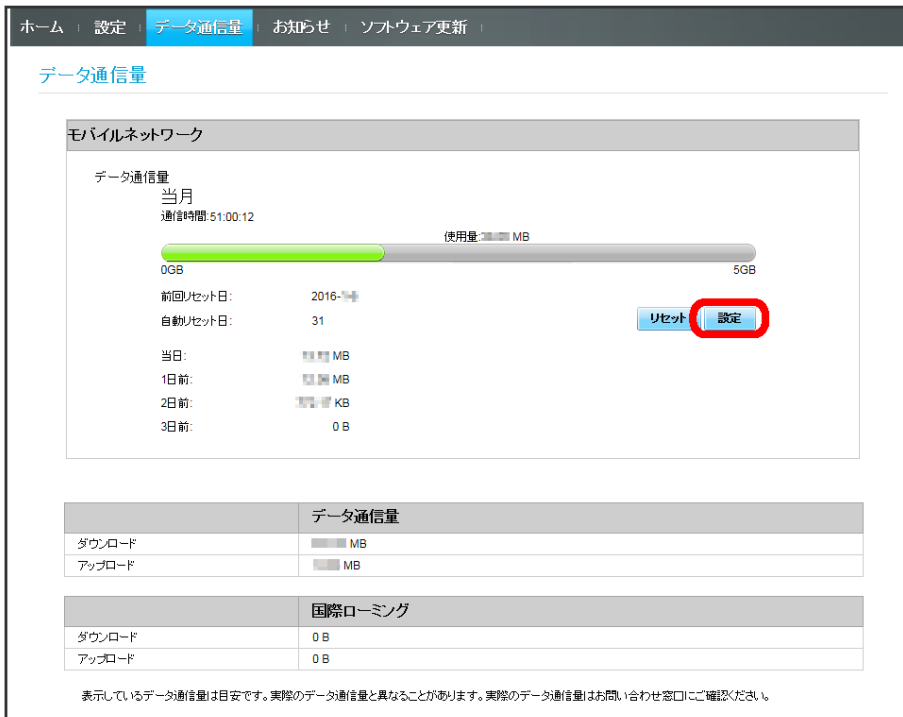 ホーム 設定 データ通信量 お知らせ ソフトウェア更新
データ通信量
モバイルネットワーク
データ通信量
当月
通信時間:51:00:12
使用量: MB
0GB 5GB
前回リセット日: 2016-
自動リセット日: 31
リセット 設定
当日: MB
1日前: MB
2日前: KB
3日前: 0 B
データ通信量
ダウンロード MB
アップロード MB
国際ローミング
ダウンロード 0 B
アップロード 0 B
表示しているデータ通信量は目安です。実際のデータ通信量と異なることがあります。実際のデータ通信量はお問い合わせ窓口にご確認ください。